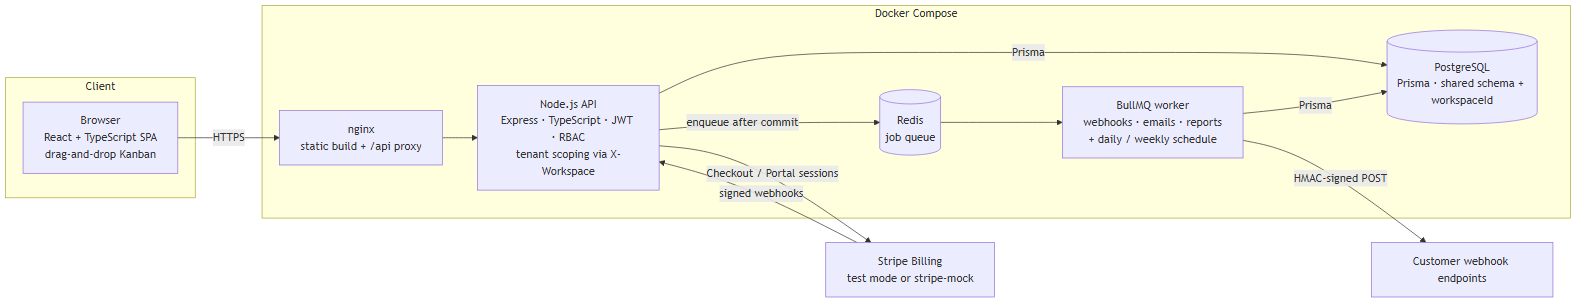 Docker Compose
Client
Browser
React + TypeScript SPA
drag-and-drop Kanban
HTTPS
nginx
static build + /api proxy
Node.js API
Express · TypeScript · JWT
· RBAC
tenant scoping via X-
Workspace
Prisma
enqueue after commit
Checkout / Portal sessions
signed webhooks
Redis
job queue
BullMQ worker
webhooks · emails · reports
+ daily / weekly schedule
Prisma
HMAC-signed POST
PostgreSQL
Prisma · shared schema +
workspaceId
Stripe Billing
test mode or stripe-mock
Customer webhook
endpoints